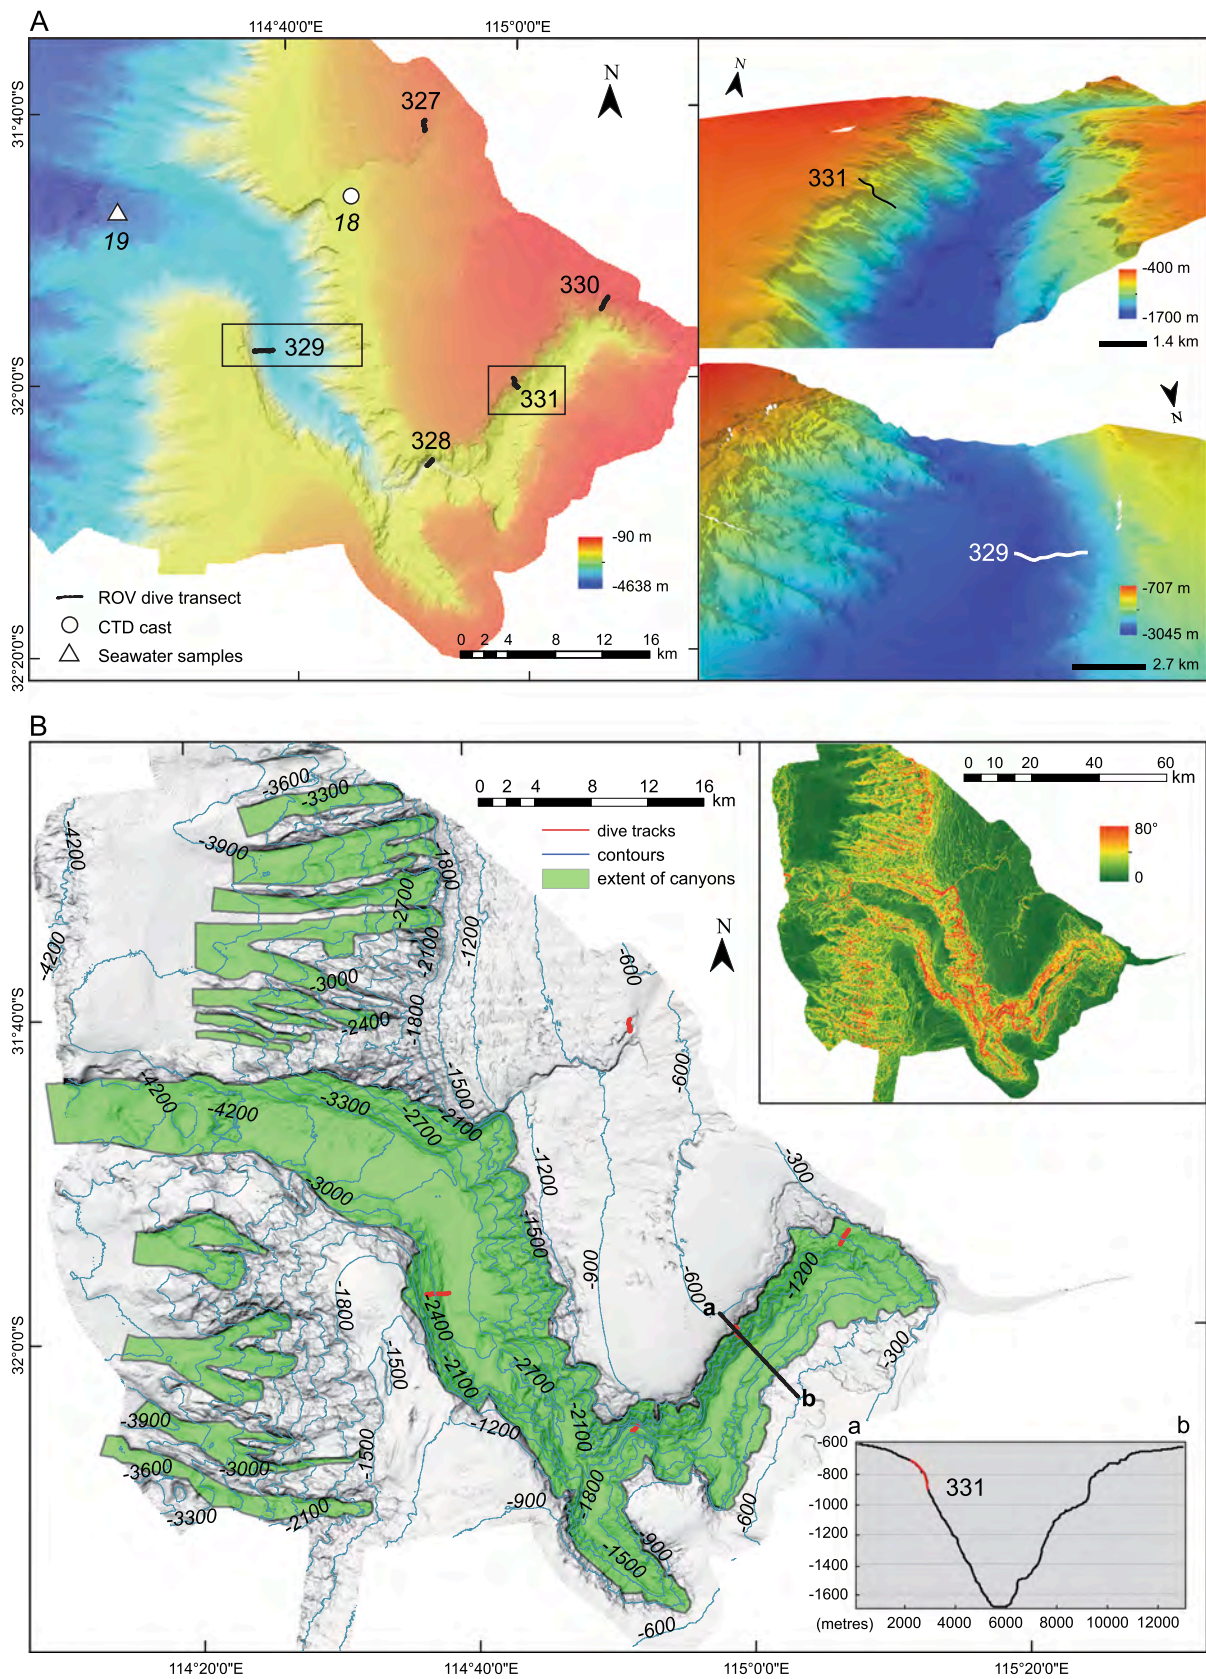 A
114°40'0"E
115°0'0"E
31°40'0"S
32°0'0"S
32°20'0"S
N
327
18
19
330
329
331
328
-90 m
-4638 m
ROV dive transect
CTD cast
Seawater samples
0 2 4 8 12 16
km
N
331
-400 m
-1700 m
1.4 km
N
329
-707 m
-3045 m
2.7 km
B
0 2 4 8 12 16
km
dive tracks
contours
extent of canyons
N
0 10 20 40 60
km
80°
0
-3600
-3300
-4200
-3900
-1800
-2700
-4200
-1200
-2100
-600
-3000
-2400
-1800
31°40'0"S
-600
-1500
-4200
-4200
-3300
-2700
-2100
-1200
-300
-3000
-1500
-1200
-600
-600
a
-1800
-2400
32°0'0"S
-300
-1500
-2100
-2700
b
-3900
-1200
-2100
-3600
-3000
-1500
-900
-1800
-600
-3300
-2100
-900
-1500
-600
a
b
-600
-800
331
-1000
-1200
-1400
-1600
(metres)
2000 4000 6000 8000 10000 12000
114°20'0"E
114°40'0"E
115°0'0"E
115°20'0"E